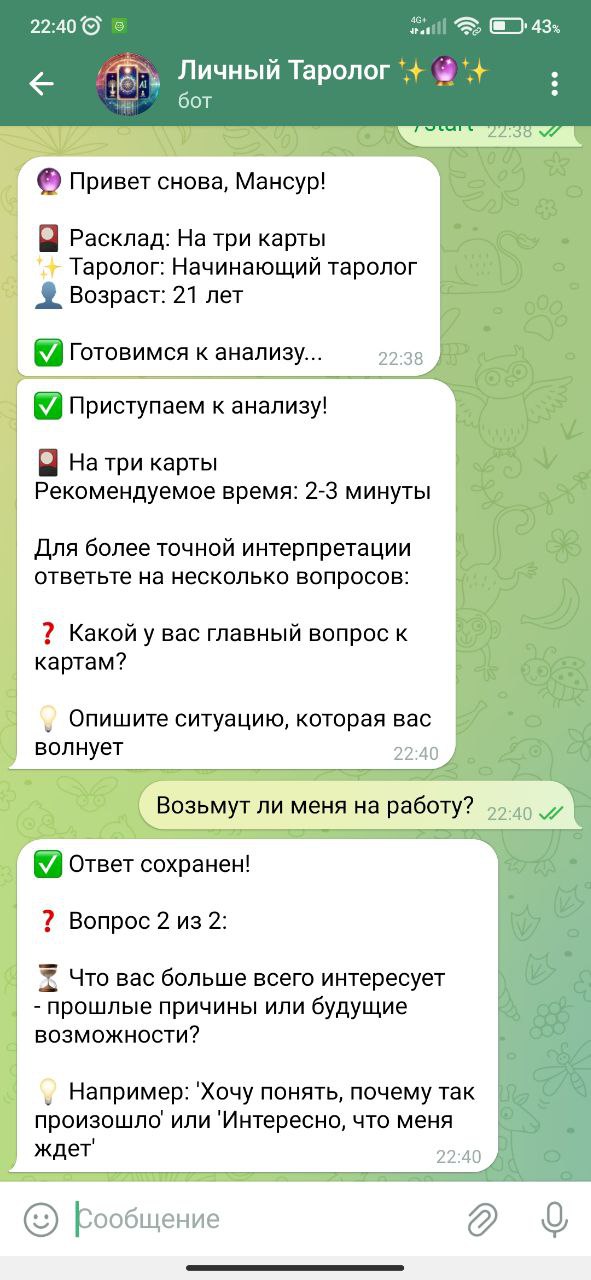 22:40 4G+ 43%
Личный Таролог
бот
/start 22:38
Привет снова, Мансур!
Расклад: На три карты
Таролог: Начинающий таролог
Возраст: 21 лет
Готовимся к анализу... 22:38
Приступаем к анализу!
На три карты
Рекомендуемое время: 2-3 минуты
Для более точной интерпретации
ответьте на несколько вопросов:
❓ Какой у вас главный вопрос к
картам?
Опишите ситуацию, которая вас
волнует 22:40
Возьмут ли меня на работу? 22:40
Ответ сохранен!
❓ Вопрос 2 из 2:
Что вас больше всего интересует
- прошлые причины или будущие
возможности?
Например: 'Хочу понять, почему так
произошло' или 'Интересно, что меня
ждет' 22:40
Сообщение